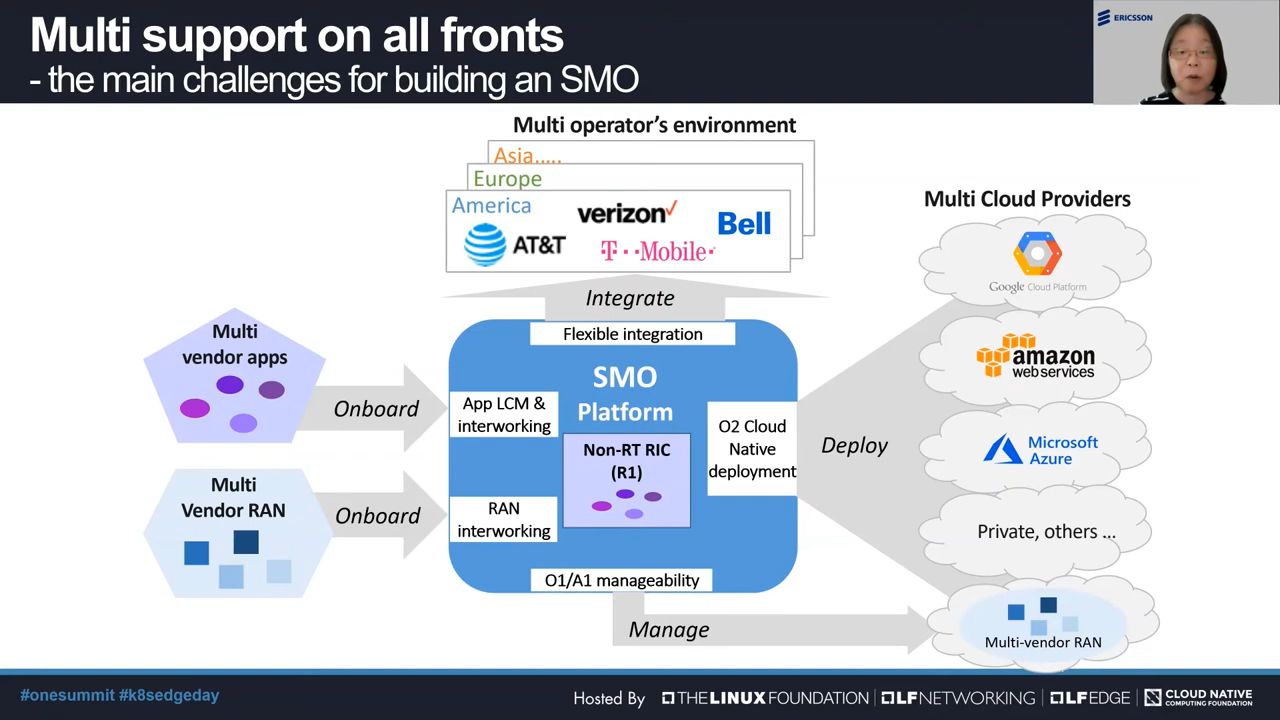 Multi support on all fronts
- the main challenges for building an SMO
ERICSSON
Multi operator's environment
Asia.....
Europe
America
verizon
Bell
AT&T
T··Mobile·
Integrate
Multi Cloud Providers
Google Cloud Platform
amazon
webservices
Microsoft
Azure
Private, others ...
Multi-vendor RAN
Multi
vendor apps
Onboard
Multi
Vendor RAN
Onboard
Flexible integration
SMO
Platform
App LCM &
interworking
Non-RT RIC
(R1)
O2 Cloud
Native
deployment
RAN
interworking
O1/A1 manageability
Deploy
Manage
#onesummit #k8sedgeday
Hosted By
THE LINUX FOUNDATION
LF NETWORKING
LF EDGE
CLOUD NATIVE
COMPUTING FOUNDATION